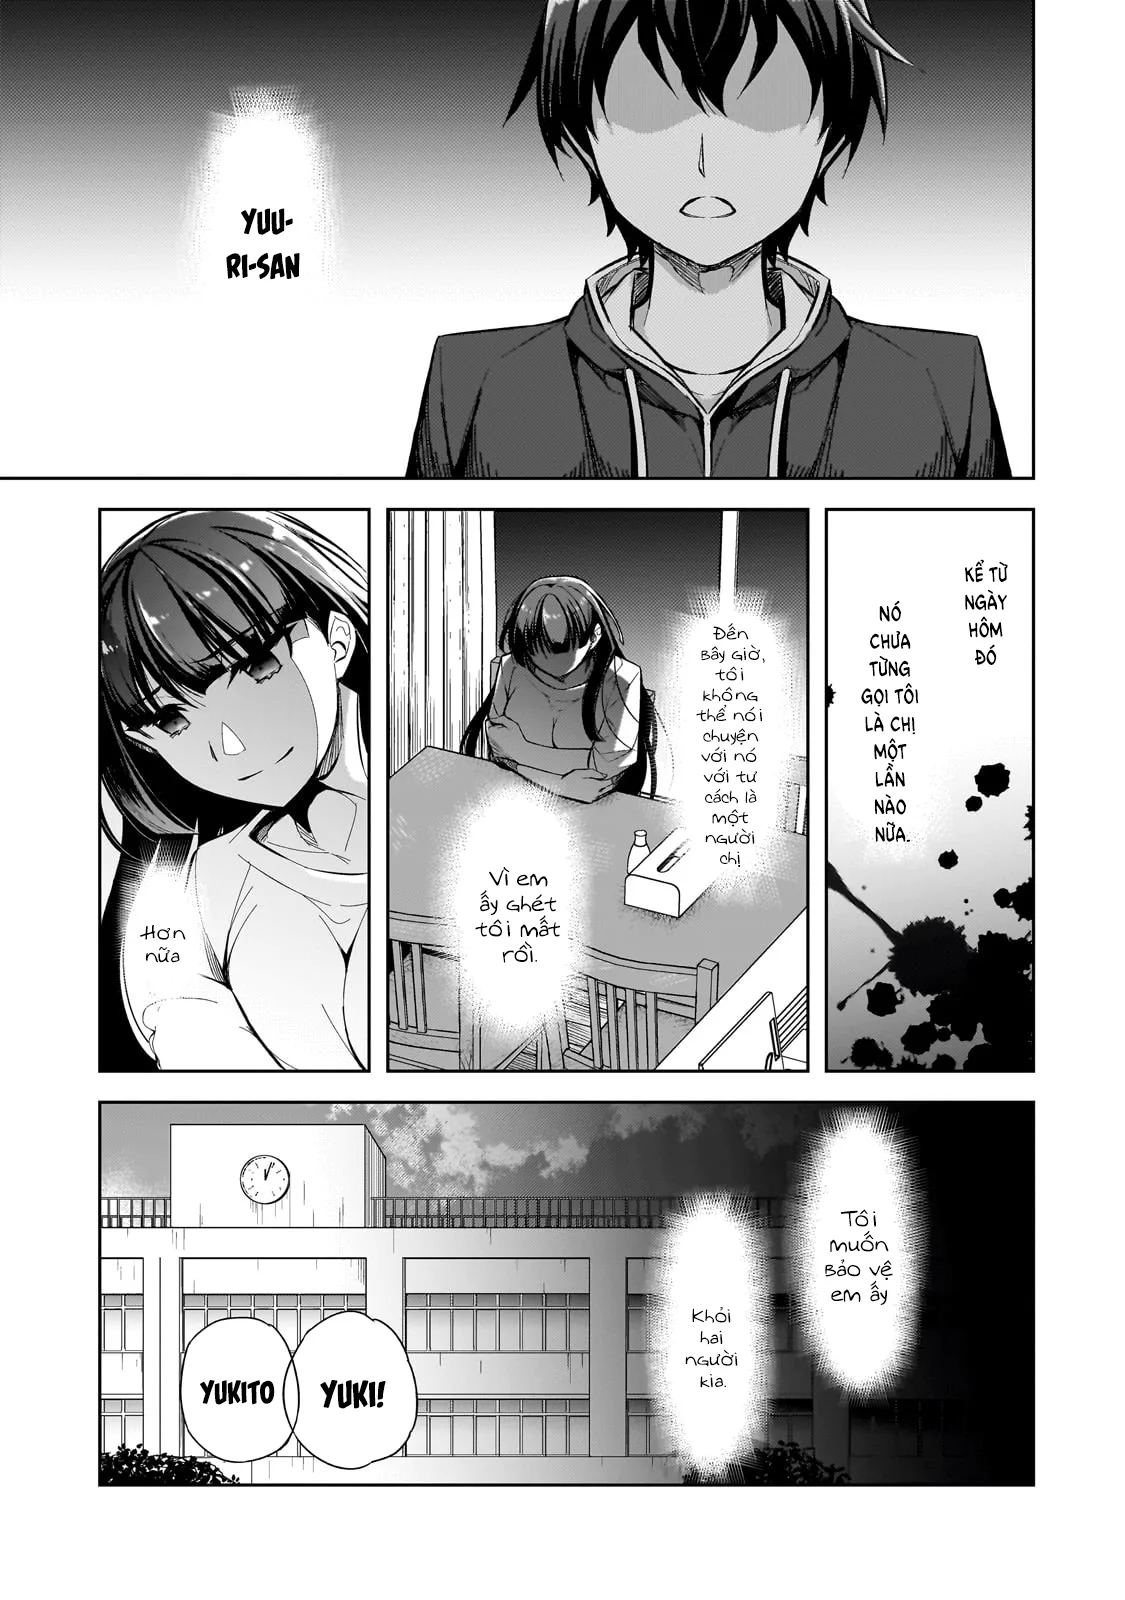 YUU-
RI-SAN
KỂ TỪ
NGÀY
HÔM
ĐÓ
NÓ
CHƯA
TỪNG
GỌI TÔI
LÀ CHỊ
MỘT
LẦN
NÀO
NỮA.
Đến
Bây giờ,
tôi
không
thể nói
chuyện
với nó
với tư
cách là
một
người
chị
Vì em
ấy ghét
tôi mất
rồi.
Hơn
nữa
Tôi
muốn
Bảo vệ
em ấy
Khỏi
hai
người
kia.
YUKI!
YUKITO